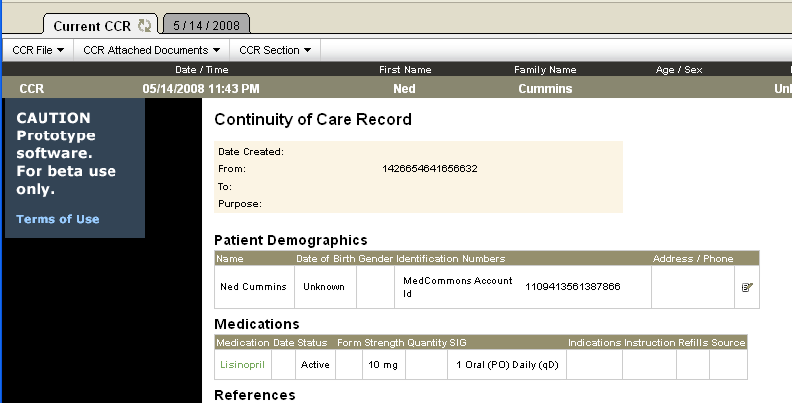 Current CCR 5 / 14 / 2008
CCR File CCR Attached Documents CCR Section
Date / Time First Name Family Name Age / Sex
CCR 05/14/2008 11:43 PM Ned Cummins
CAUTION
Prototype
software.
For beta use
only.
Terms of Use
Continuity of Care Record
Date Created:
From: 1426654641656632
To:
Purpose:
Patient Demographics
Name Date of Birth Gender Identification Numbers Address / Phone
Ned Cummins Unknown MedCommons Account Id 1109413561387866
Medications
Medication Date Status Form Strength Quantity SIG Indications Instruction Refills Source
Lisinopril Active 10 mg 1 Oral (PO) Daily (qD)
References